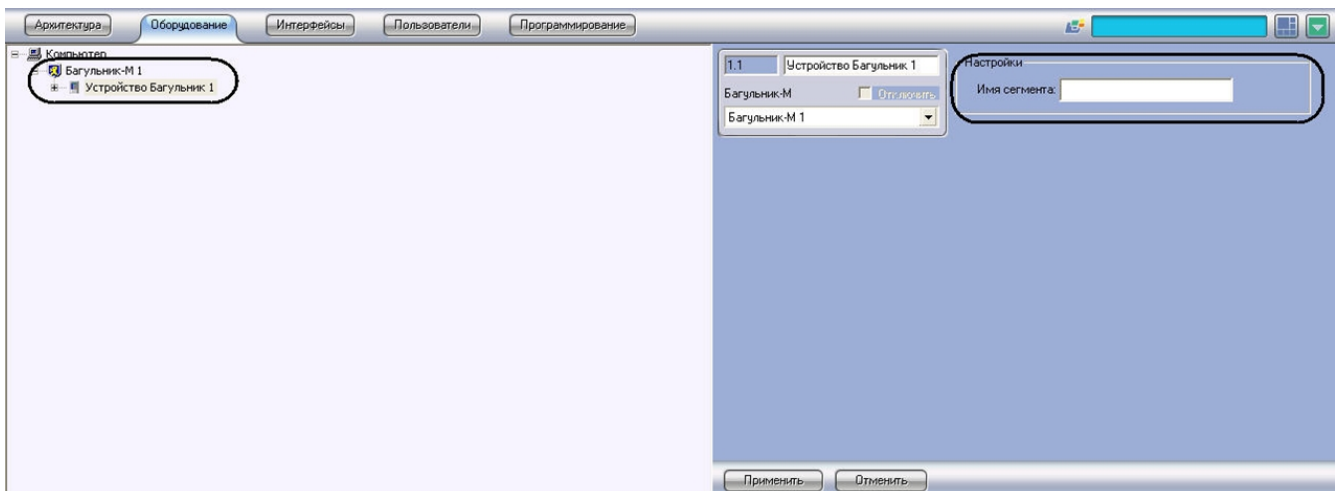 Архитектура Оборудование Интерфейсы Пользователи Программирование
Компьютер
Багульник-М 1
Устройство Багульник 1
1.1 Устройство Багульник 1
Багульник-М Отключить
Багульник-М 1
Настройки
Имя сегмента:
Применить Отменить